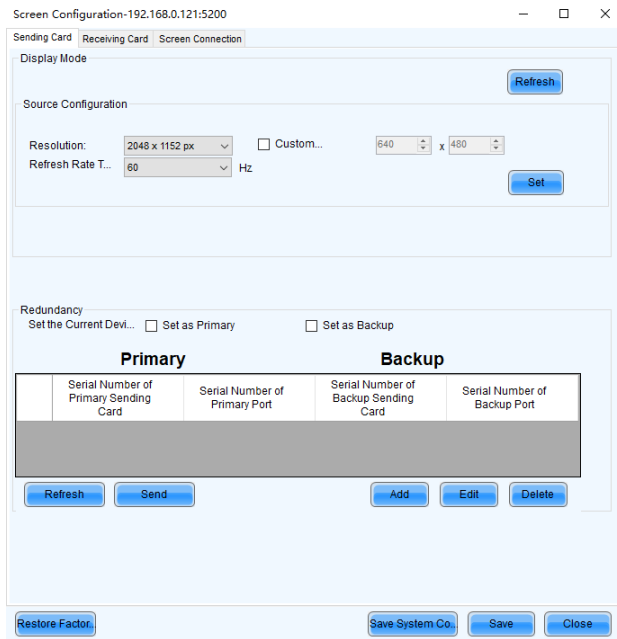 Screen Configuration-192.168.0.121:5200
Sending Card Receiving Card Screen Connection
Display Mode
Refresh
Source Configuration
Resolution: 2048 x 1152 px Custom... 640 x 480
Refresh Rate T... 60 Hz
Set
Redundancy
Set the Current Devi... Set as Primary Set as Backup
Primary Backup
Serial Number of Primary Sending Card
Serial Number of Primary Port
Serial Number of Backup Sending Card
Serial Number of Backup Port
Refresh Send Add Edit Delete
Restore Factor... Save System Co... Save Close